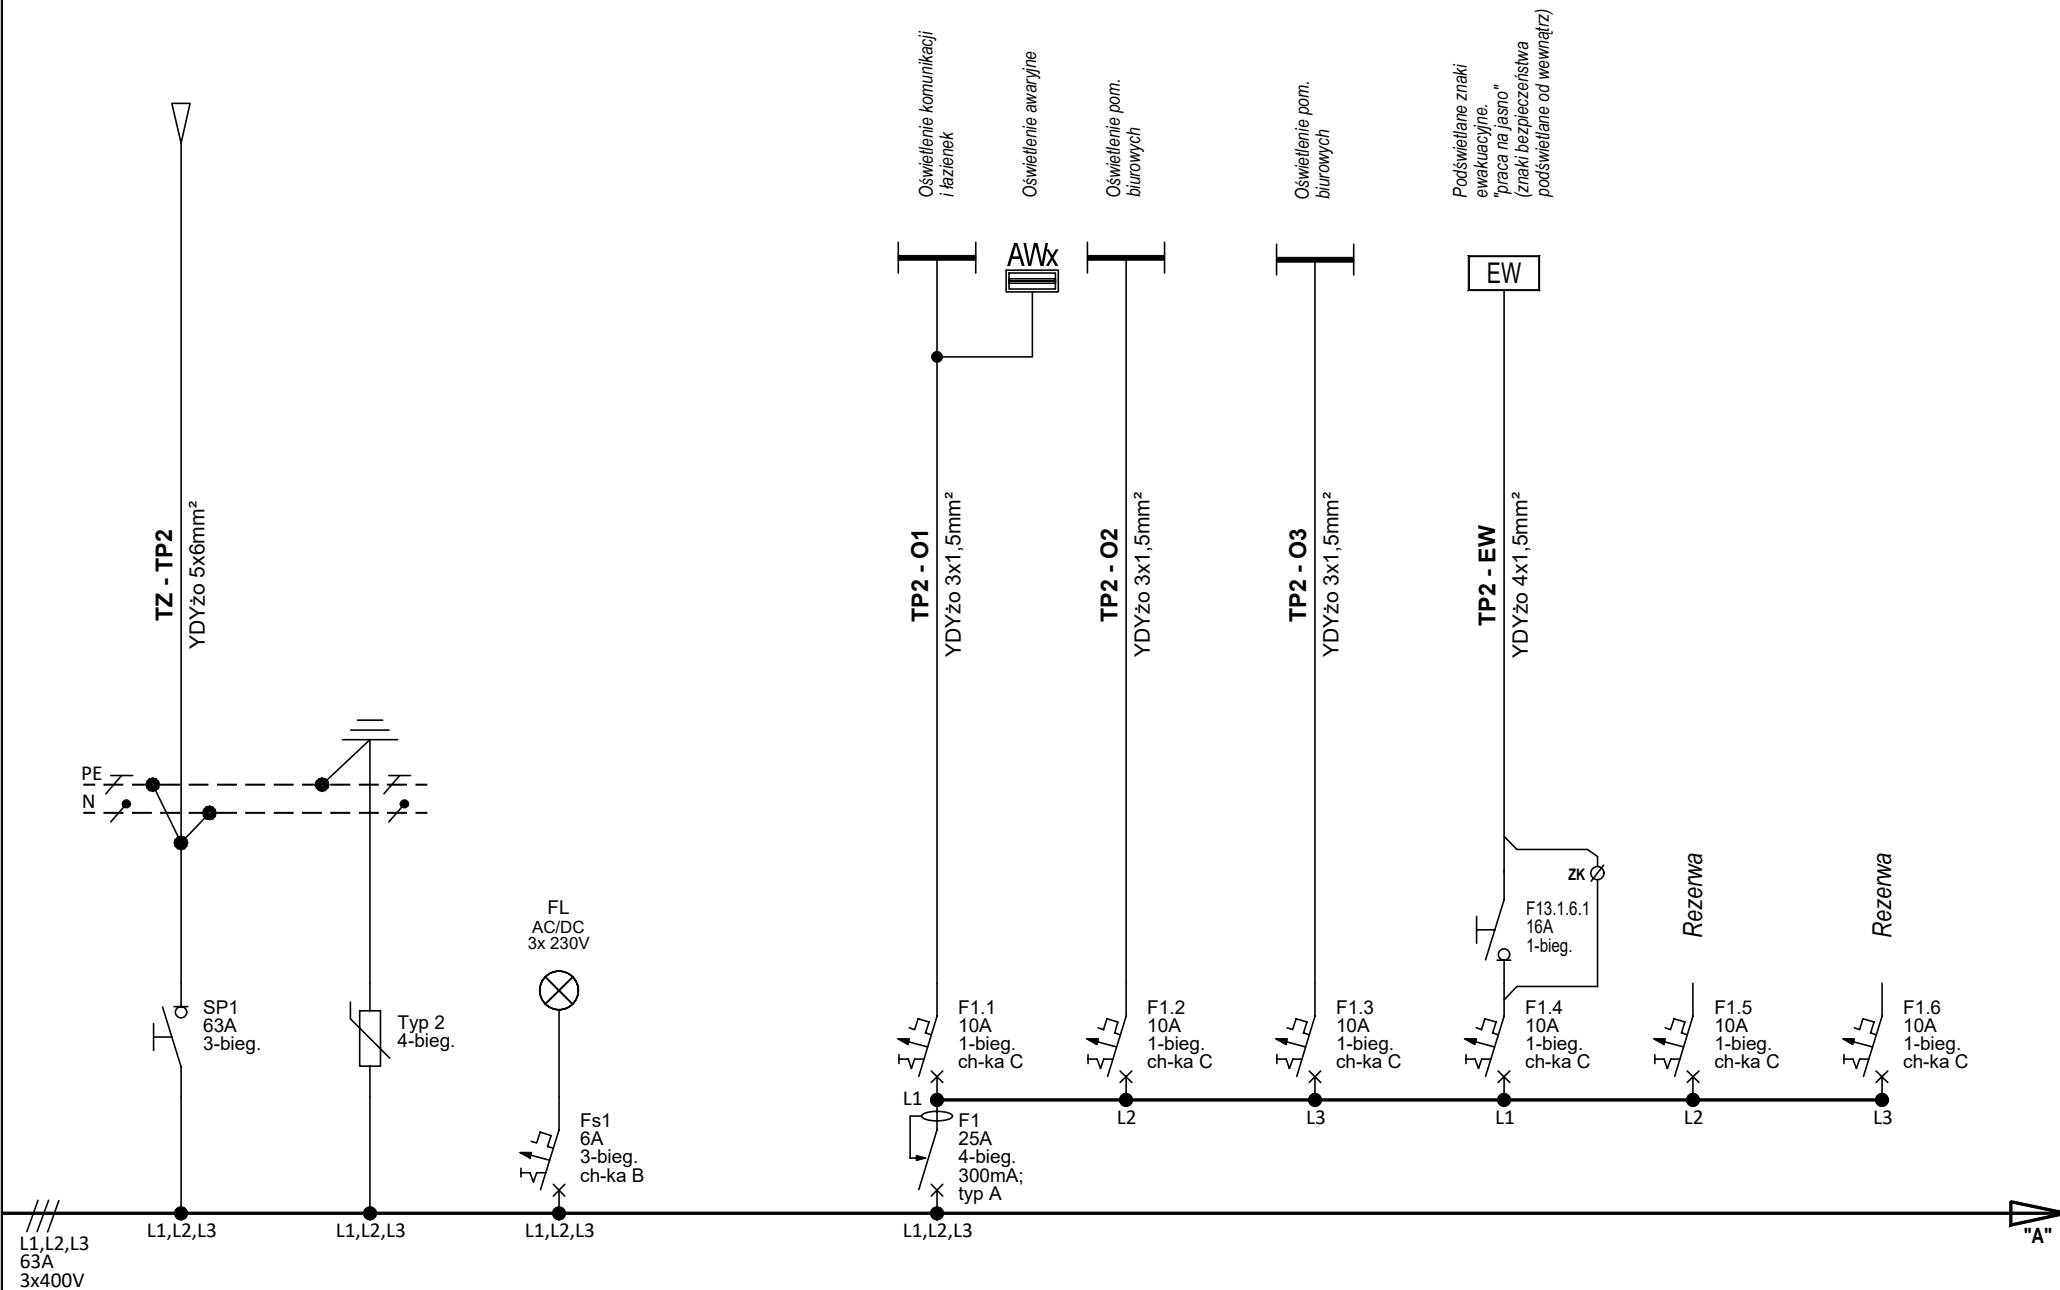 Oświetlenie komunikacji
i łazienek
Oświetlenie awaryjne
Oświetlenie pom.
biurowych
Oświetlenie pom.
biurowych
Podświetlane znaki
ewakuacyjne.
"praca na jasno"
(znaki bezpieczeństwa
podświetlane od wewnątrz)
AWx
EW
TZ - TP2
YDYżo 5x6mm²
TP2 - O1
YDYżo 3x1,5mm²
TP2 - O2
YDYżo 3x1,5mm²
TP2 - O3
YDYżo 3x1,5mm²
TP2 - EW
YDYżo 4x1,5mm²
PE
N
FL
AC/DC
3x 230V
ZK
F13.1.6.1
16A
1-bieg.
Rezerwa
Rezerwa
SP1
63A
3-bieg.
Typ 2
4-bieg.
F1.1
10A
1-bieg.
ch-ka C
F1.2
10A
1-bieg.
ch-ka C
F1.3
10A
1-bieg.
ch-ka C
F1.4
10A
1-bieg.
ch-ka C
F1.5
10A
1-bieg.
ch-ka C
F1.6
10A
1-bieg.
ch-ka C
L1
L2
L3
L1
L2
L3
Fs1
6A
3-bieg.
ch-ka B
F1
25A
4-bieg.
300mA;
typ A
L1,L2,L3
L1,L2,L3
L1,L2,L3
L1,L2,L3
"A"
L1,L2,L3
63A
3x400V